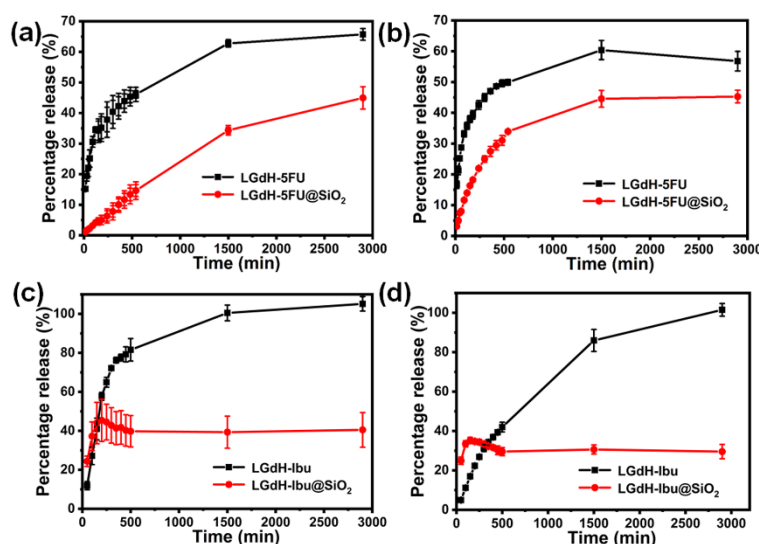 (a)
Percentage release (%)
70
60
50
40
30
20
10
0
LGdH-5FU
LGdH-5FU@SiO₂
0 500 1000 1500 2000 2500 3000
Time (min)
(b)
Percentage release (%)
70
60
50
40
30
20
10
0
LGdH-5FU
LGdH-5FU@SiO₂
0 500 1000 1500 2000 2500 3000
Time (min)
(c)
Percentage release (%)
100
80
60
40
20
0
LGdH-Ibu
LGdH-Ibu@SiO₂
0 500 1000 1500 2000 2500 3000
Time (min)
(d)
Percentage release (%)
100
80
60
40
20
0
LGdH-Ibu
LGdH-Ibu@SiO₂
0 500 1000 1500 2000 2500 3000
Time (min)